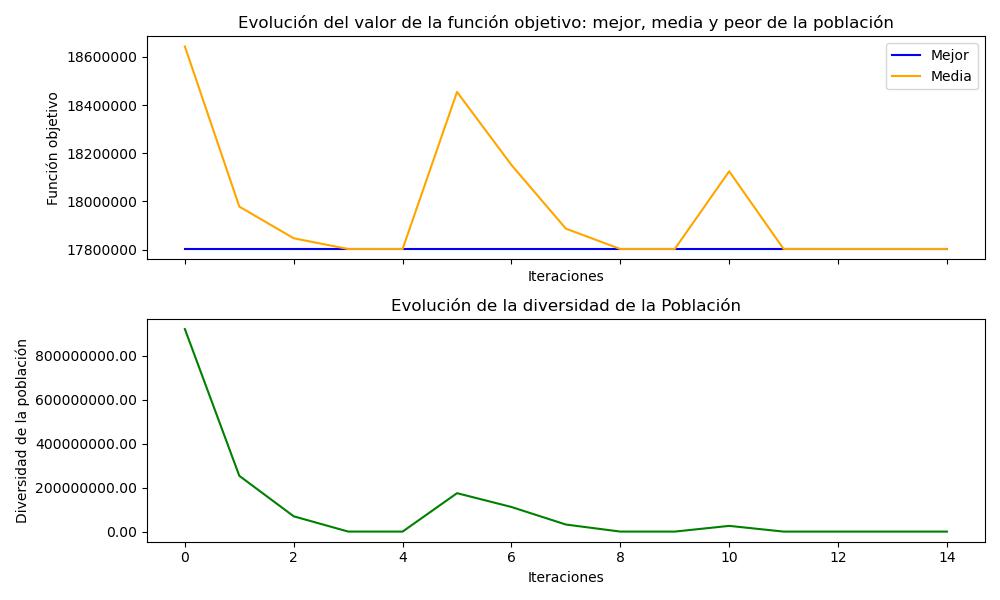 Evolución del valor de la función objetivo: mejor, media y peor de la población
Función objetivo
18600000
18400000
18200000
18000000
17800000
Mejor
Media
Iteraciones
Evolución de la diversidad de la Población
Diversidad de la población
800000000.00
600000000.00
400000000.00
200000000.00
0.00
0 2 4 6 8 10 12 14
Iteraciones